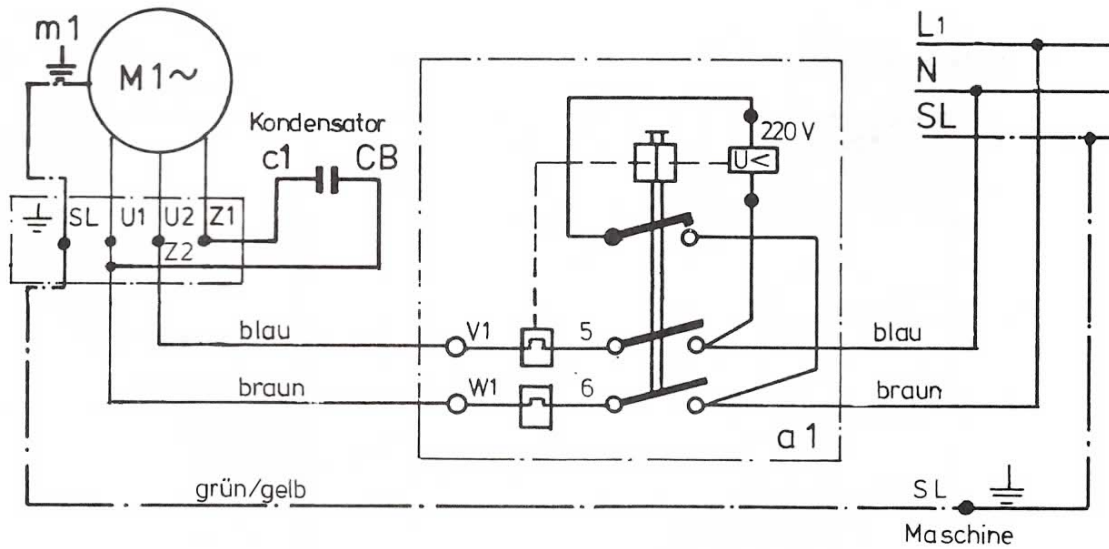 m1
M1~
Kondensator
c1 CB
SL U1 U2 Z1
Z2
220 V
U<
L1
N
SL
blau
V1
5
blau
braun
W1
6
braun
a1
grün/gelb
SL
Maschine